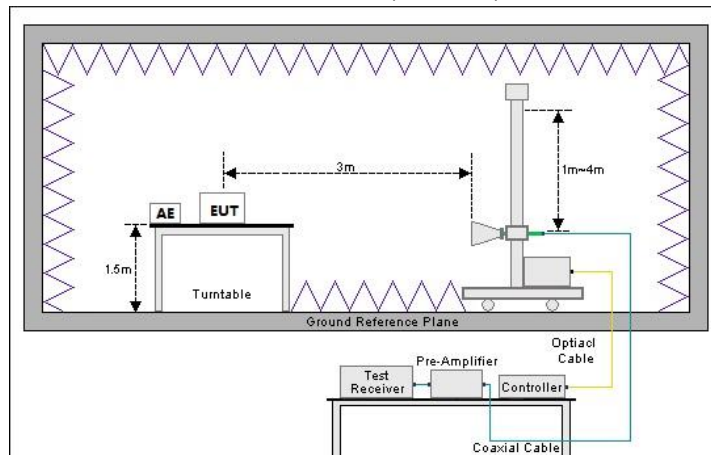 3m
1m~4m
AE
EUT
1.5m
Turntable
Ground Reference Plane
Optiacl
Cable
Pre-Amplifier
Test
Receiver
Controller
Coaxial Cable